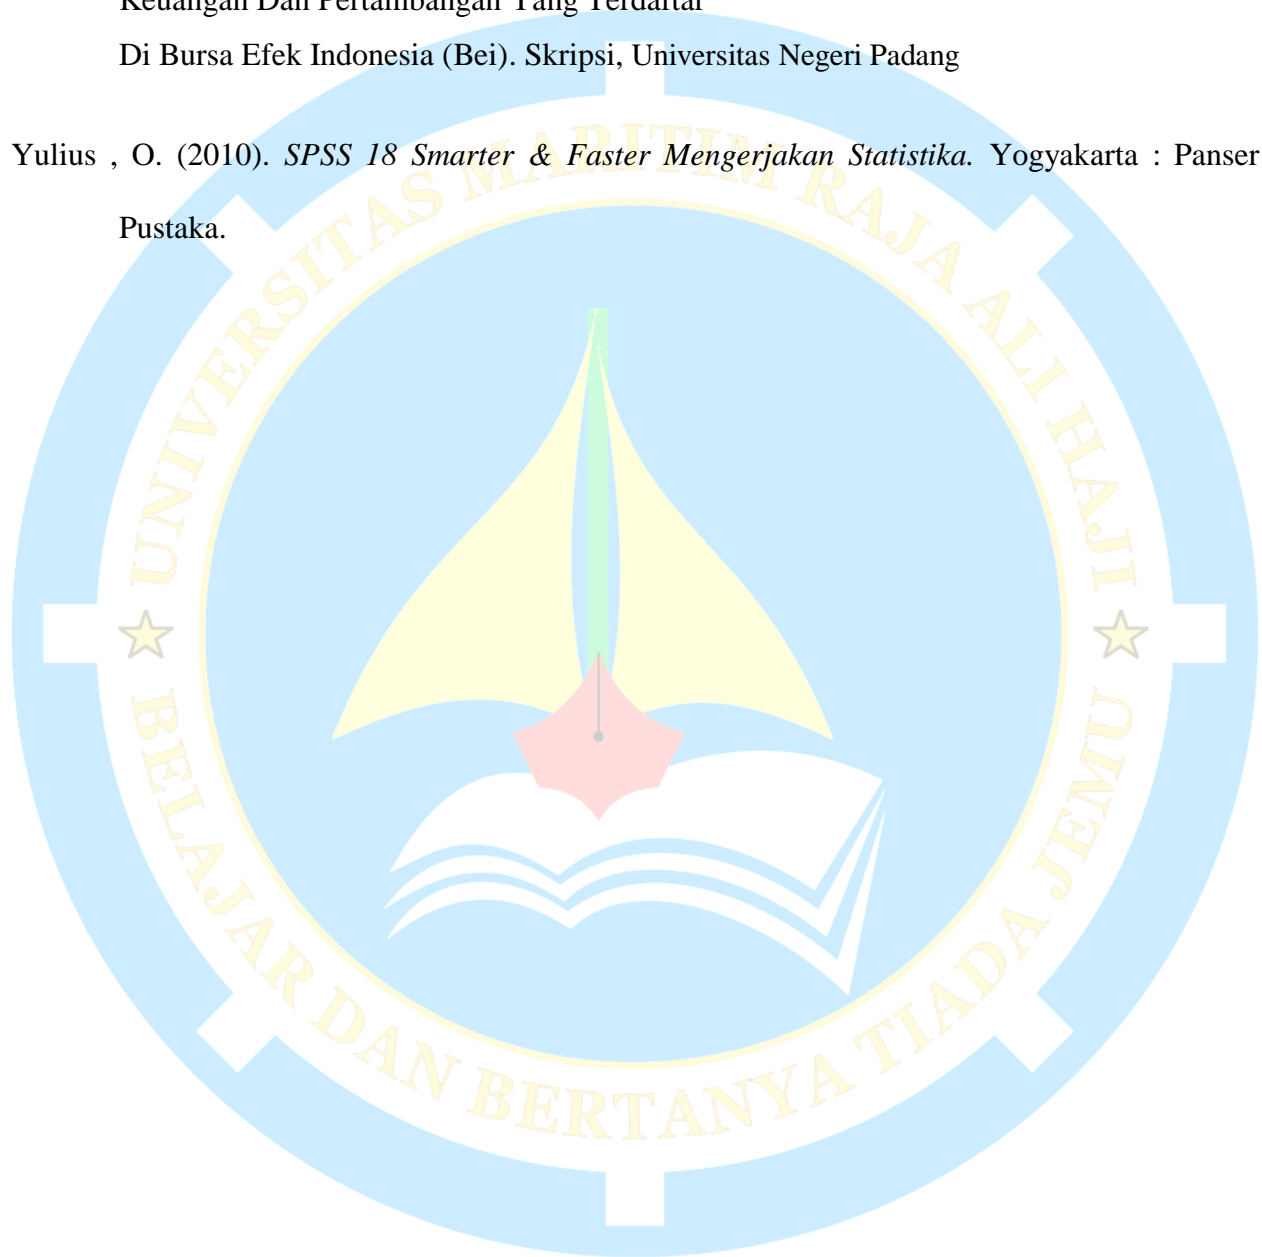 Keuangan Dan Pertambangan Yang Terdaftar
Di Bursa Efek Indonesia (Bei). Skripsi, Universitas Negeri Padang
Yulius , O. (2010). SPSS 18 Smarter & Faster Mengerjakan Statistika. Yogyakarta : Panser
Pustaka.
UNIVERSITAS MARITIM RAJA ALI HAJI
BELAJAR DAN BERTANYA TIADA JEMU